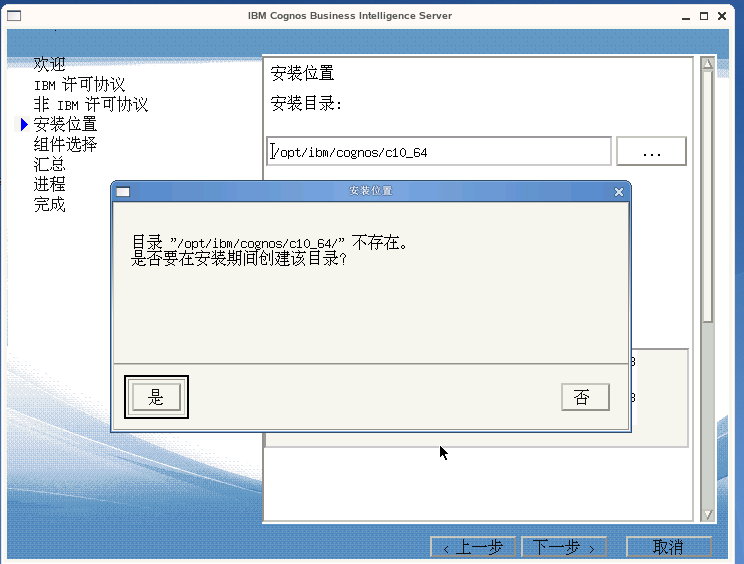 IBM Cognos Business Intelligence Server
欢迎
IBM 许可协议
非 IBM 许可协议
安装位置
组件选择
汇总
进程
完成
安装位置
安装目录:
/opt/ibm/cognos/c10_64
...
安装位置
目录 "/opt/ibm/cognos/c10_64/" 不存在。
是否要在安装期间创建该目录?
是
否
< 上一步
下一步 >
取消